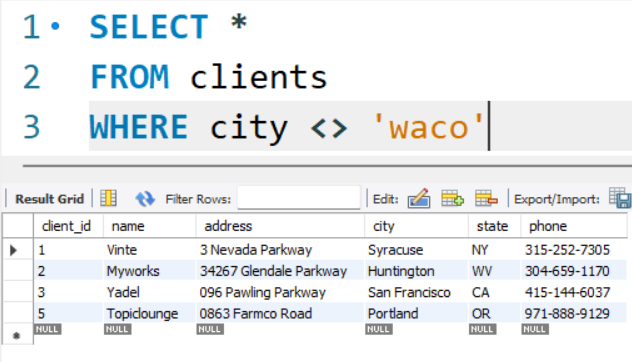 1 SELECT *
2 FROM clients
3 WHERE city <> 'waco'
Result Grid Filter Rows: Edit: Export/Import:
client_id name address city state phone
1 Vinte 3 Nevada Parkway Syracuse NY 315-252-7305
2 Myworks 34267 Glendale Parkway Huntington WV 304-659-1170
3 Yadel 096 Pawling Parkway San Francisco CA 415-144-6037
5 Topiclounge 0863 Farmco Road Portland OR 971-888-9129
NULL NULL NULL NULL NULL NULL